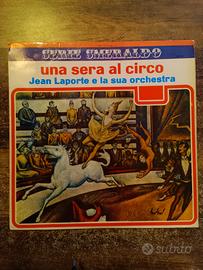 SERIE SMERALDO
una sera al circo
Jean Laporte e la sua orchestra
subito